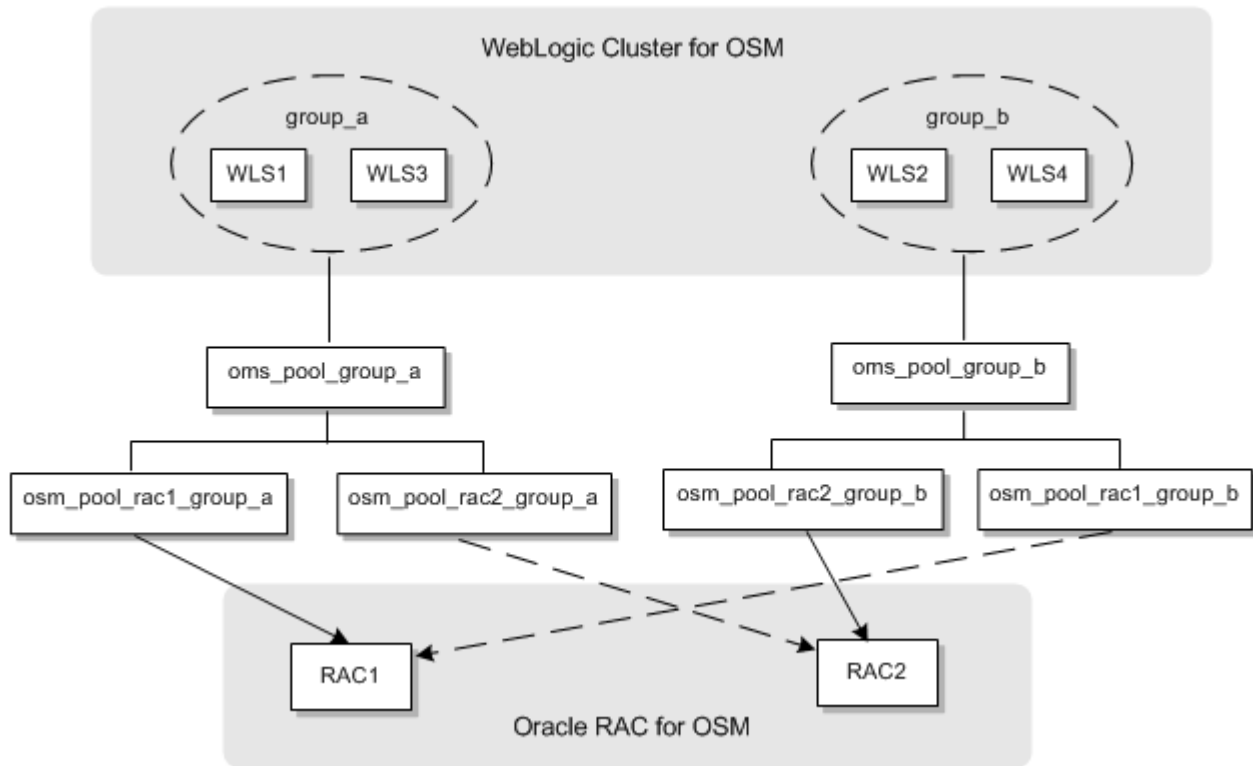 WebLogic Cluster for OSM
group_a
group_b
WLS1
WLS3
WLS2
WLS4
oms_pool_group_a
oms_pool_group_b
osm_pool_rac1_group_a
osm_pool_rac2_group_a
osm_pool_rac2_group_b
osm_pool_rac1_group_b
RAC1
RAC2
Oracle RAC for OSM